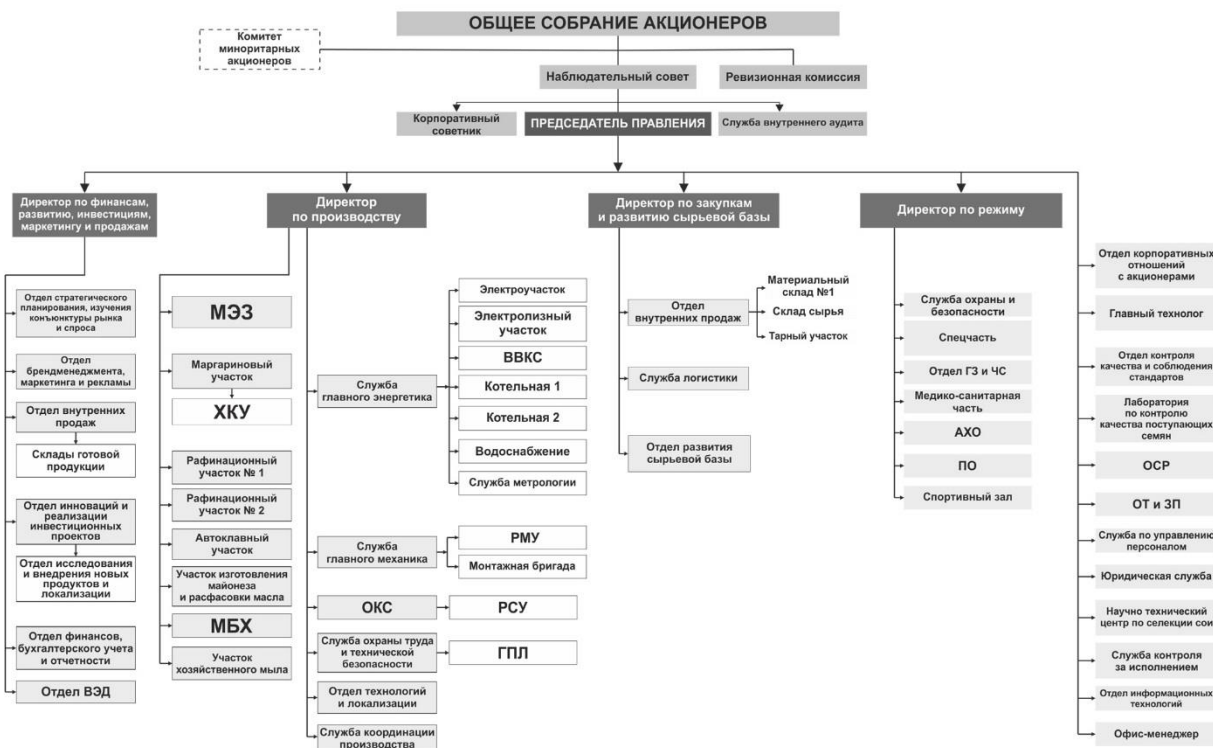 ОБЩЕЕ СОБРАНИЕ АКЦИОНЕРОВ
Комитет
миноритарных
акционеров
Наблюдательный совет
Ревизионная комиссия
Корпоративный
советник
ПРЕДСЕДАТЕЛЬ ПРАВЛЕНИЯ
Служба внутреннего аудита
Директор по финансам,
развитию, инвестициям,
маркетингу и продажам
Директор
по производству
Директор по закупкам
и развитию сырьевой базы
Директор по режиму
Отдел стратегического
планирования, изучения
конъюнктуры рынка
и спроса
Отдел
брендменеджмента,
маркетинга и рекламы
Отдел внутренних
продаж
Склады готовой
продукции
Отдел инноваций и
реализации
инвестиционных
проектов
Отдел исследования
и внедрения новых
продуктов и
локализации
Отдел финансов,
бухгалтерского учета
и отчетности
Отдел ВЭД
МЭЗ
Маргариновый
участок
ХКУ
Рафинационный
участок № 1
Рафинационный
участок № 2
Автоклавный
участок
Участок изготовления
майонеза
и расфасовки масла
МБХ
Участок
хозяйственного мыла
Служба
главного энергетика
Электроучасток
Электролизный
участок
ВВКС
Котельная 1
Котельная 2
Водоснабжение
Служба метрологии
Служба
главного механика
РМУ
Монтажная бригада
ОКС
РСУ
Служба охраны труда
и технической
безопасности
ГПЛ
Отдел технологий
и локализации
Служба координации
производства
Отдел
внутренних продаж
Материальный
склад №1
Склад сырья
Тарный участок
Служба логистики
Отдел развития
сырьевой базы
Служба охраны и
безопасности
Спецчасть
Отдел ГЗ и ЧС
Медико-санитарная
часть
АХО
ПО
Спортивный зал
Отдел корпоративных
отношений
с акционерами
Главный технолог
Отдел контроля
качества и соблюдения
стандартов
Лаборатория
по контролю
качества поступающих
семян
ОСР
ОТ и ЗП
Служба по управлению
персоналом
Юридическая служба
Научно технический
центр по селекции сои
Служба контроля
за исполнением
Отдел информационных
технологий
Офис-менеджер